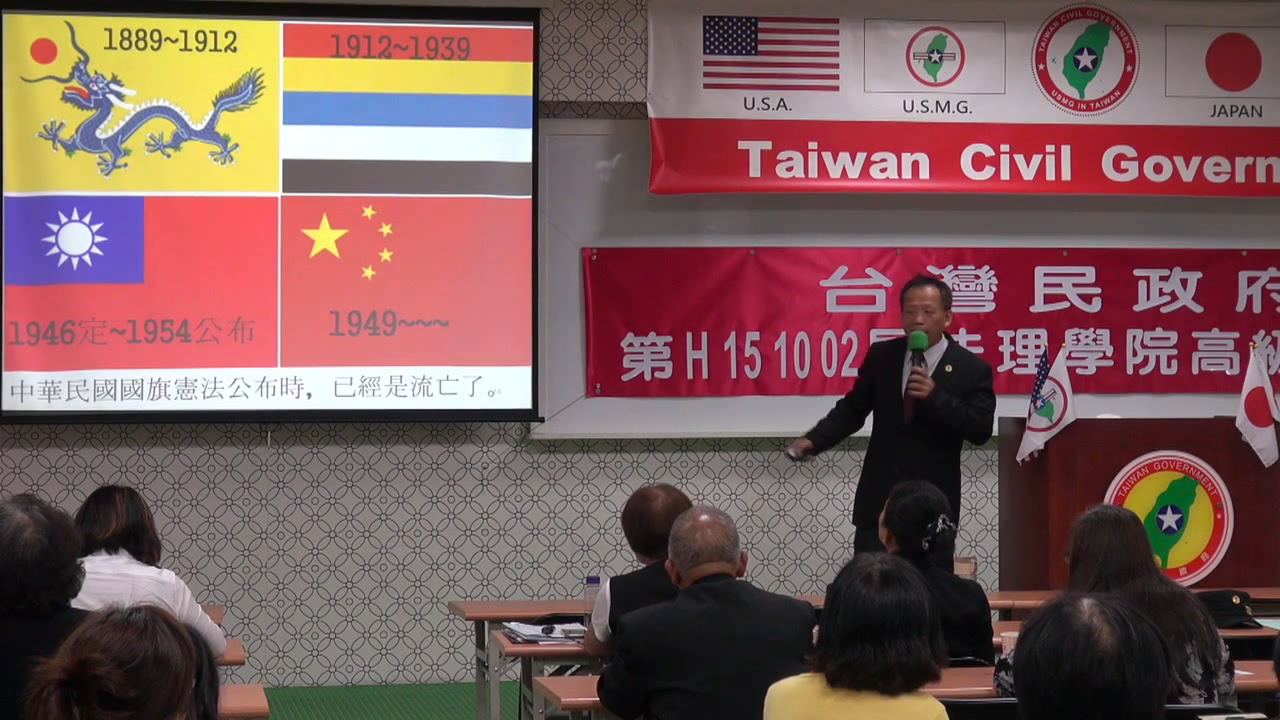 1889~1912
1912~1939
1946定~1954公布
1949~~~
中華民國國旗憲法公布時，已經是流亡了。
U.S.A.
U.S.M.G.
TAIWAN CIVIL GOVERNMENT
USMG IN TAIWAN
JAPAN
Taiwan Civil Govern
台灣民政府
第H 15 10 02 理學院高級
TAIWAN GOVERNMENT